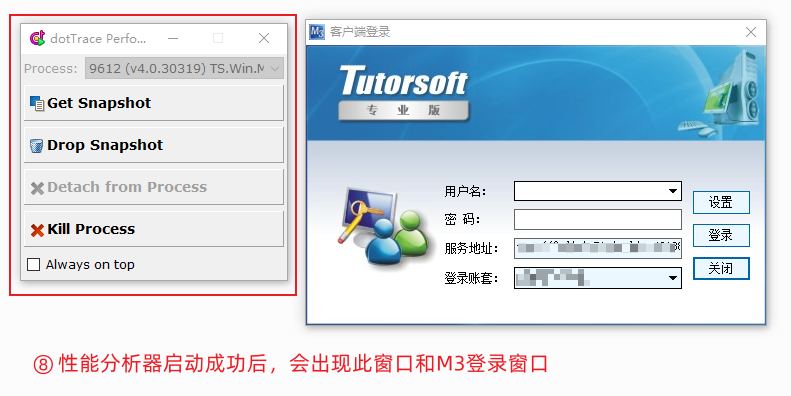 dotTrace Perfo...
Process: 9612 (v4.0.30319) TS.Win.M
Get Snapshot
Drop Snapshot
Detach from Process
Kill Process
Always on top
M3 客户端登录
Tutorsoft
专业版
用户名：
密 码：
服务地址：
登录账套：
设置
登录
关闭
⑧ 性能分析器启动成功后，会出现此窗口和M3登录窗口